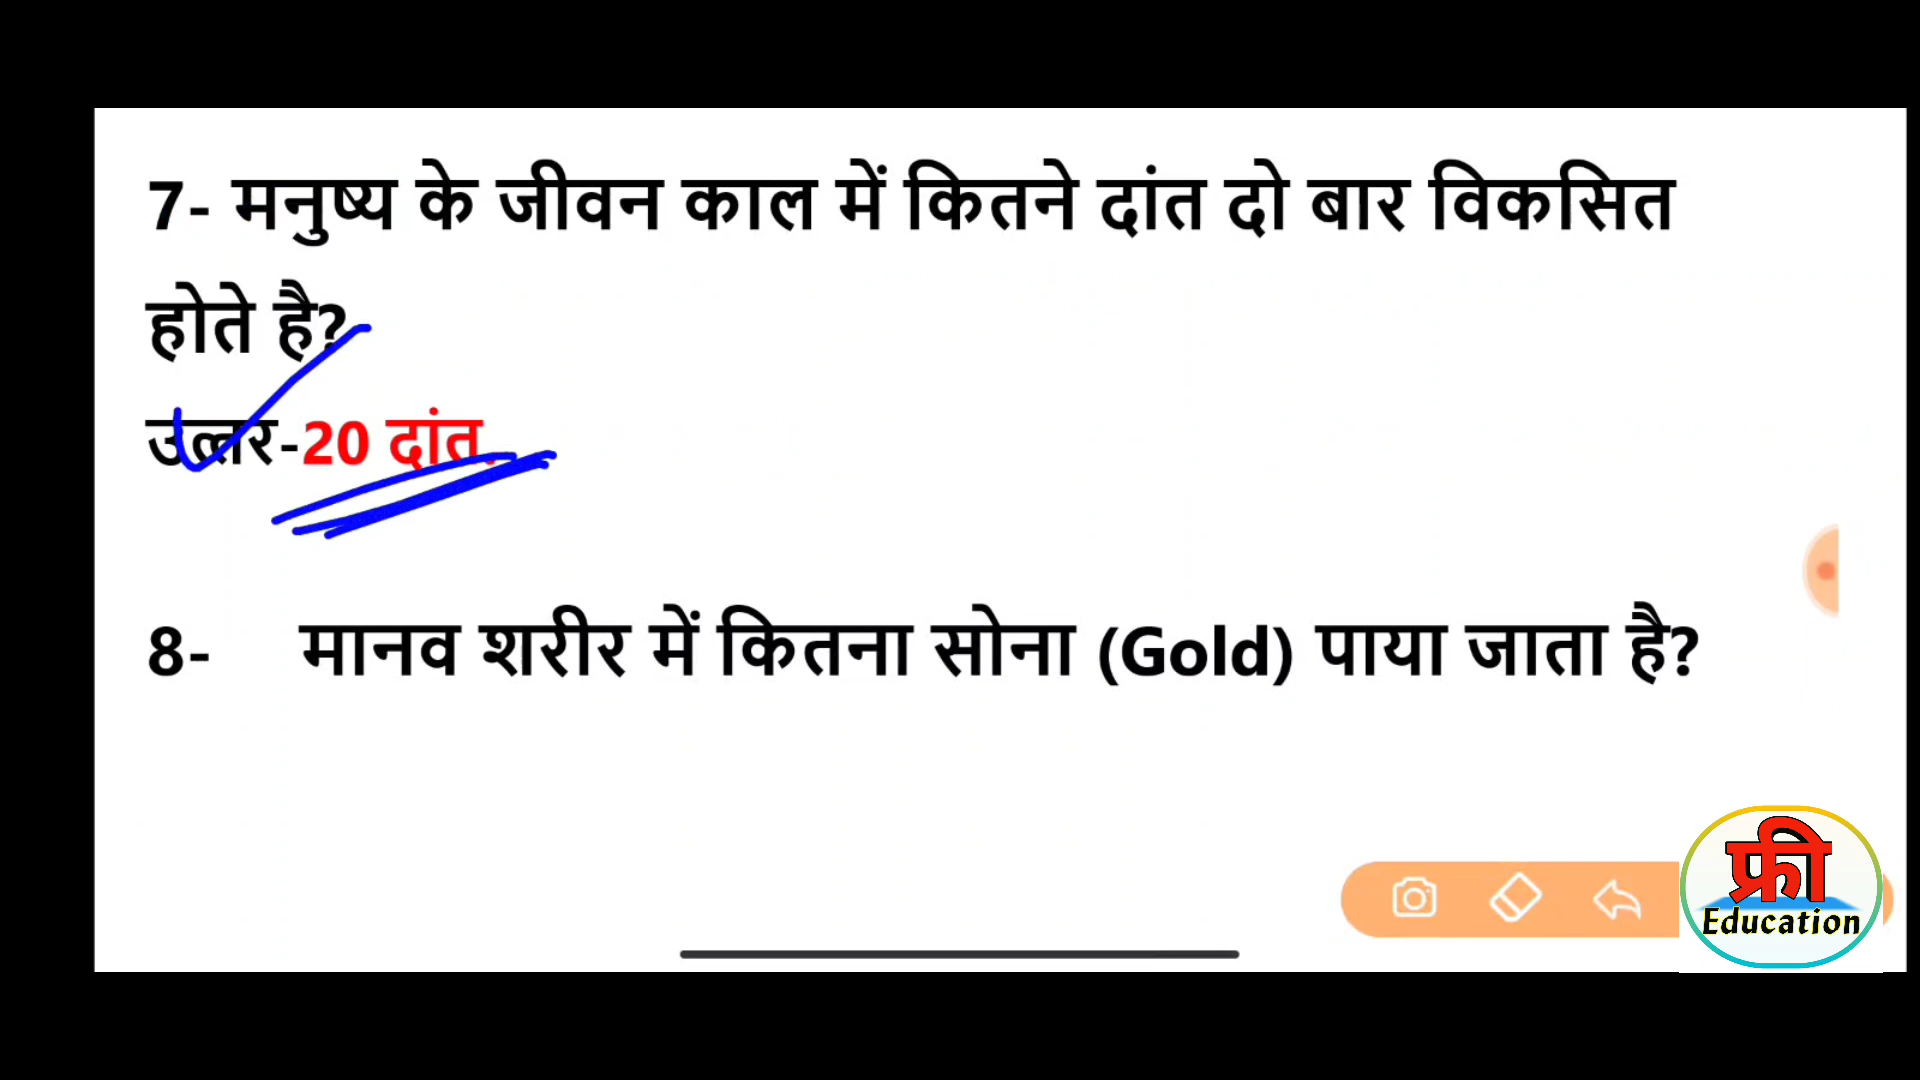 7- मनुष्य के जीवन काल में कितने दांत दो बार विकसित
होते है?
उत्तर-20 दांत.
8- मानव शरीर में कितना सोना (Gold) पाया जाता है?
फ्री
Education